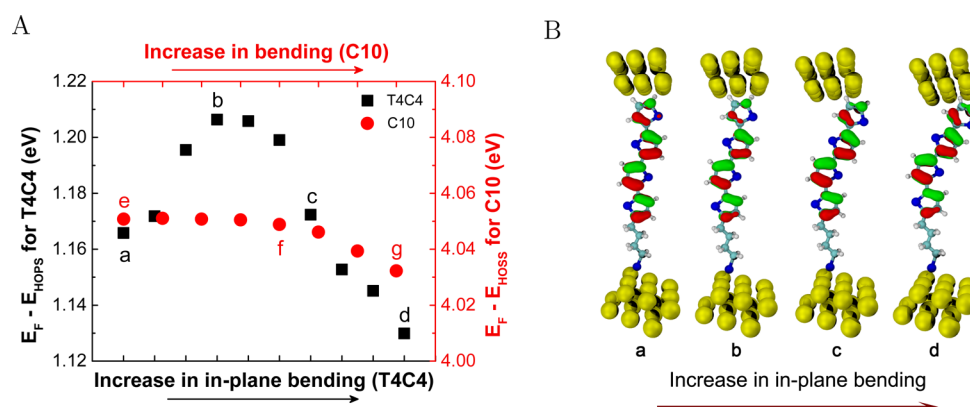 A
Increase in bending (C10)
1.22
1.20
1.18
1.16
1.14
1.12
E_F - E_HOPS for T4C4 (eV)
b
T4C4
C10
e
a
c
f
g
d
4.10
4.08
4.06
4.04
4.02
4.00
E_F - E_HOSS for C10 (eV)
Increase in in-plane bending (T4C4)
B
a b c d
Increase in in-plane bending